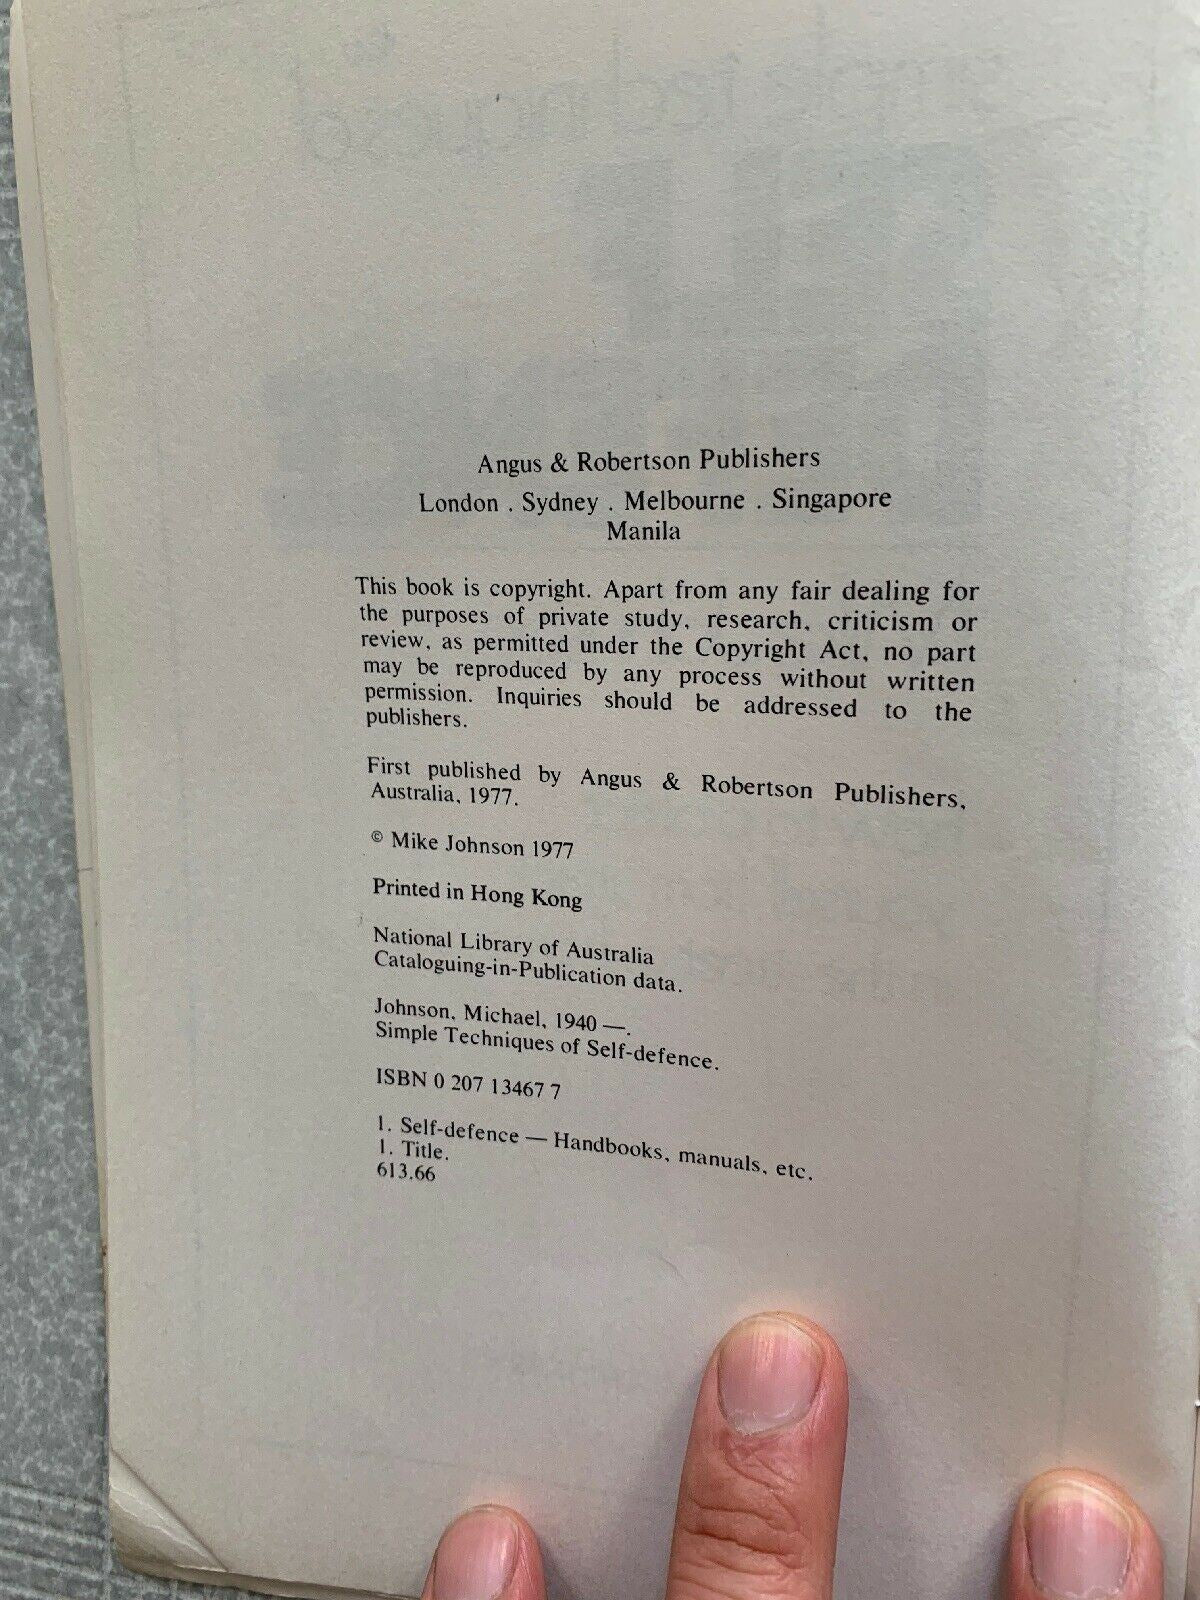 Angus & Robertson Publishers
London . Sydney . Melbourne . Singapore
Manila
This book is copyright. Apart from any fair dealing for
the purposes of private study, research, criticism or
review, as permitted under the Copyright Act, no part
may be reproduced by any process without written
permission. Inquiries should be addressed to the
publishers.
First published by Angus & Robertson Publishers,
Australia, 1977.
© Mike Johnson 1977
Printed in Hong Kong
National Library of Australia
Cataloguing-in-Publication data.
Johnson, Michael, 1940 —.
Simple Techniques of Self-defence.
ISBN 0 207 13467 7
1. Self-defence — Handbooks, manuals, etc.
1. Title.
613.66